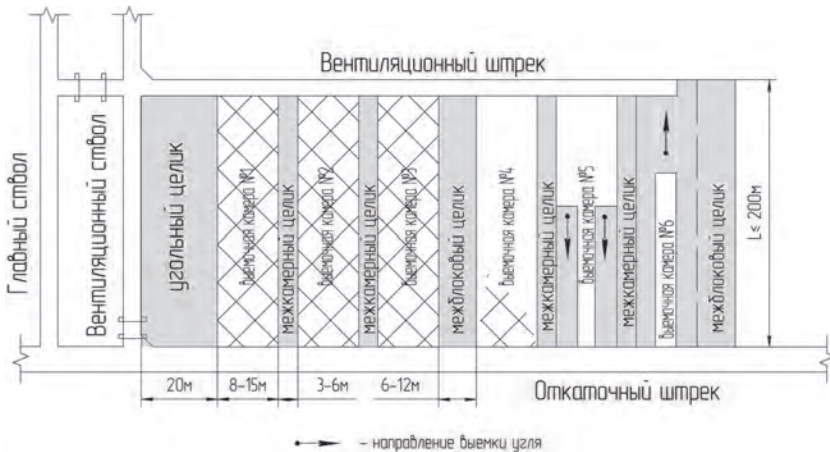 Вентиляционный штрек
Главный ствол
Вентиляционный ствол
угольный целик
выемочная камера №1
межкамерный целик
выемочная камера №2
межкамерный целик
выемочная камера №3
межблоковый целик
выемочная камера №4
межкамерный целик
выемочная камера №5
межкамерный целик
выемочная камера №6
межблоковый целик
L≤ 200м
20м
8-15м
3-6м
6-12м
Откаточный штрек
- направление выемки угля